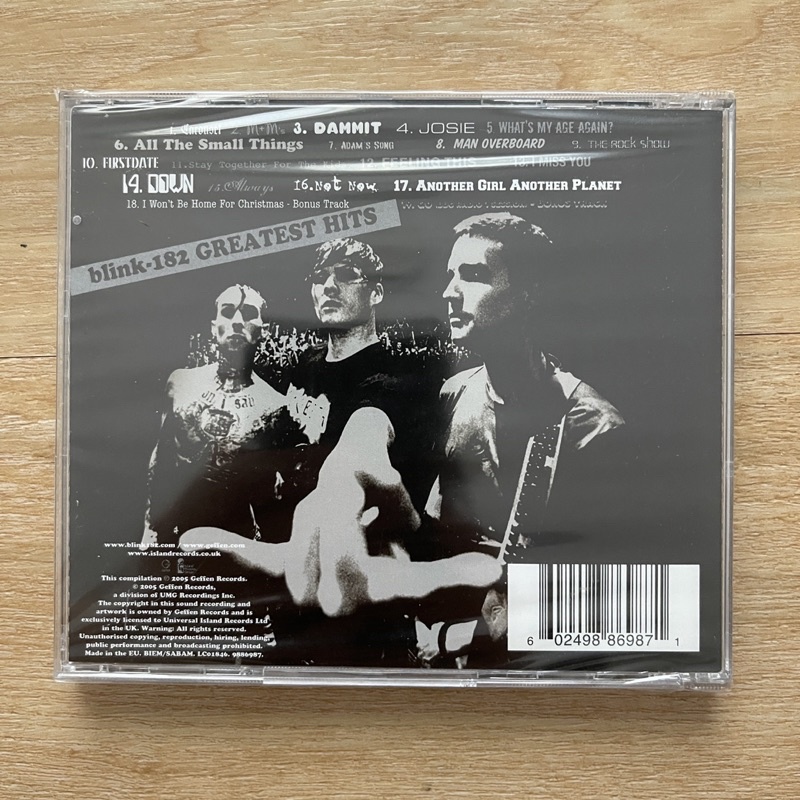 1. Carousel 2. M+M's 3. DAMMIT 4. JOSIE 5 WHAT'S MY AGE AGAIN?
6. All The Small Things 7. ADAM'S SONG 8. MAN OVERBOARD 9. THE ROCK SHOW
10. FIRSTDATE 11. Stay Together For The Kids 12. FEELING THIS 13. I MISS YOU
14. DOWN 15. Always 16. Not Now 17. ANOTHER GIRL ANOTHER PLANET
18. I Won't Be Home For Christmas - Bonus Track
blink-182 GREATEST HITS
on I say
www.blink182.com / www.geffen.com
www.islandrecords.co.uk
This compilation ℗ 2005 Geffen Records.
© 2005 Geffen Records,
a division of UMG Recordings Inc.
The copyright in this sound recording and
artwork is owned by Geffen Records and is
exclusively licensed to Universal Island Records Ltd
in the UK. Warning: All rights reserved.
Unauthorised copying, reproduction, hiring, lending,
public performance and broadcasting prohibited.
Made in the EU. BIEM/SABAM. LC01846. 9886987.
6 02498 86987 1